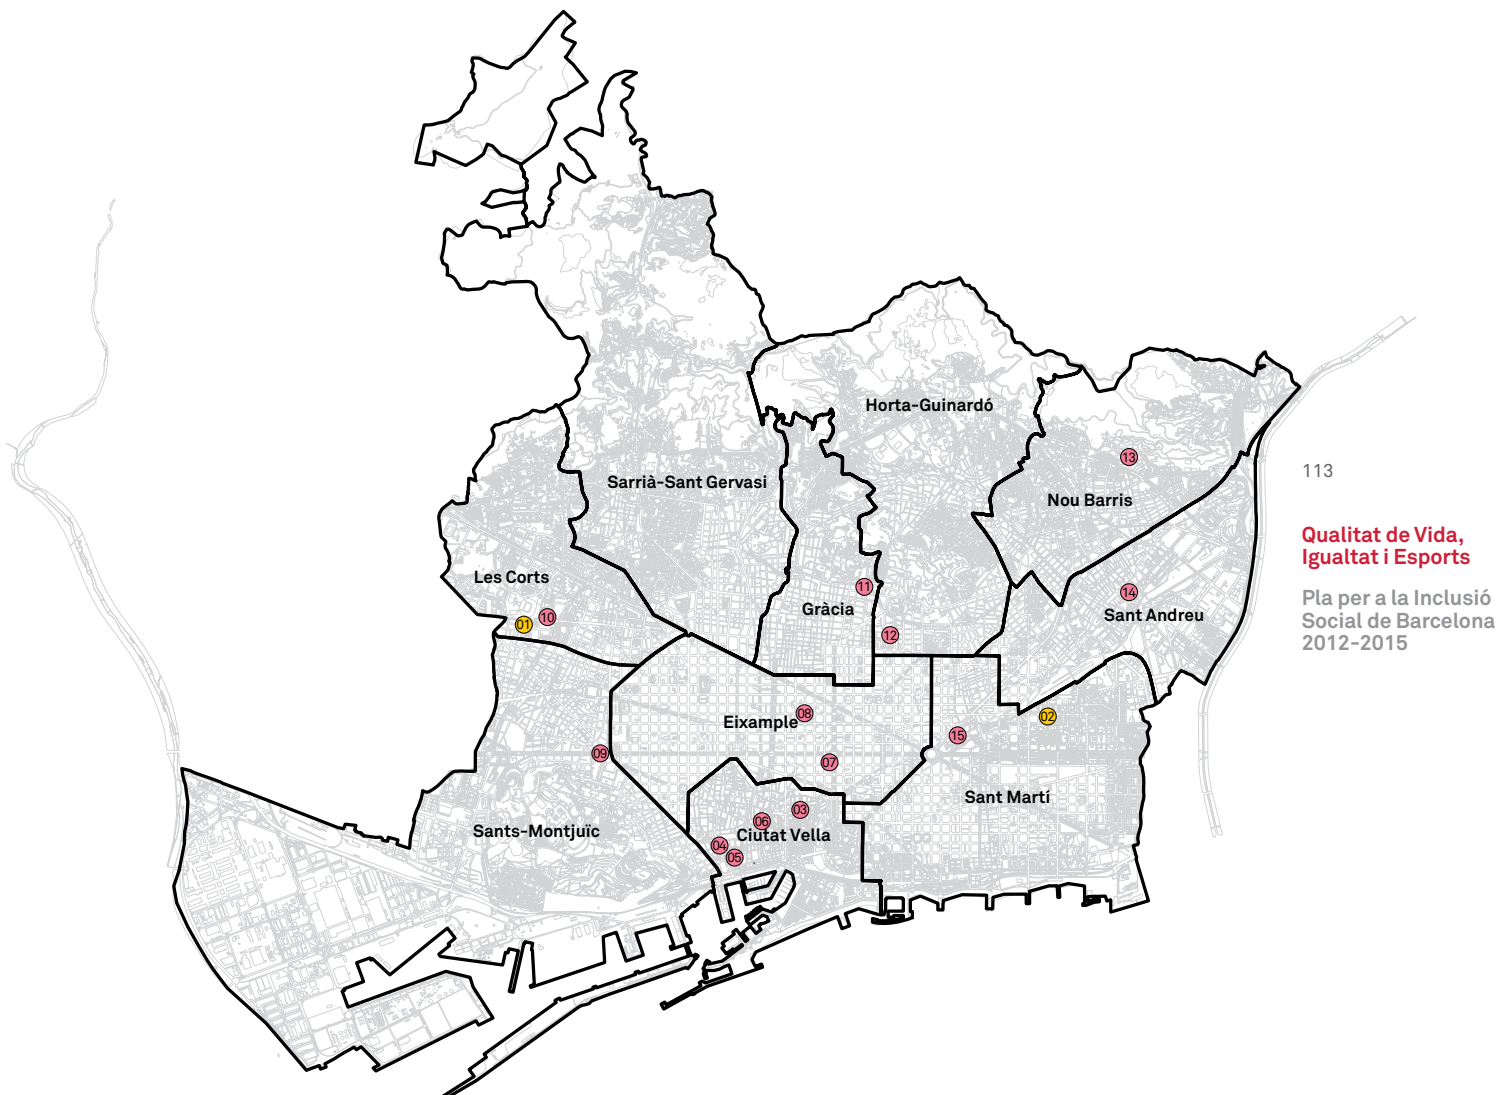 Horta-Guinardó
13
113
Sarrià-Sant Gervasi
Nou Barris
Qualitat de Vida,
Igualtat i Esports
Les Corts
11
14
Pla per a la Inclusió
Social de Barcelona
2012-2015
Gràcia
Sant Andreu
01
10
12
08
02
Eixample
15
09
07
Sant Martí
03
06
Sants-Montjuïc
Ciutat Vella
04
05